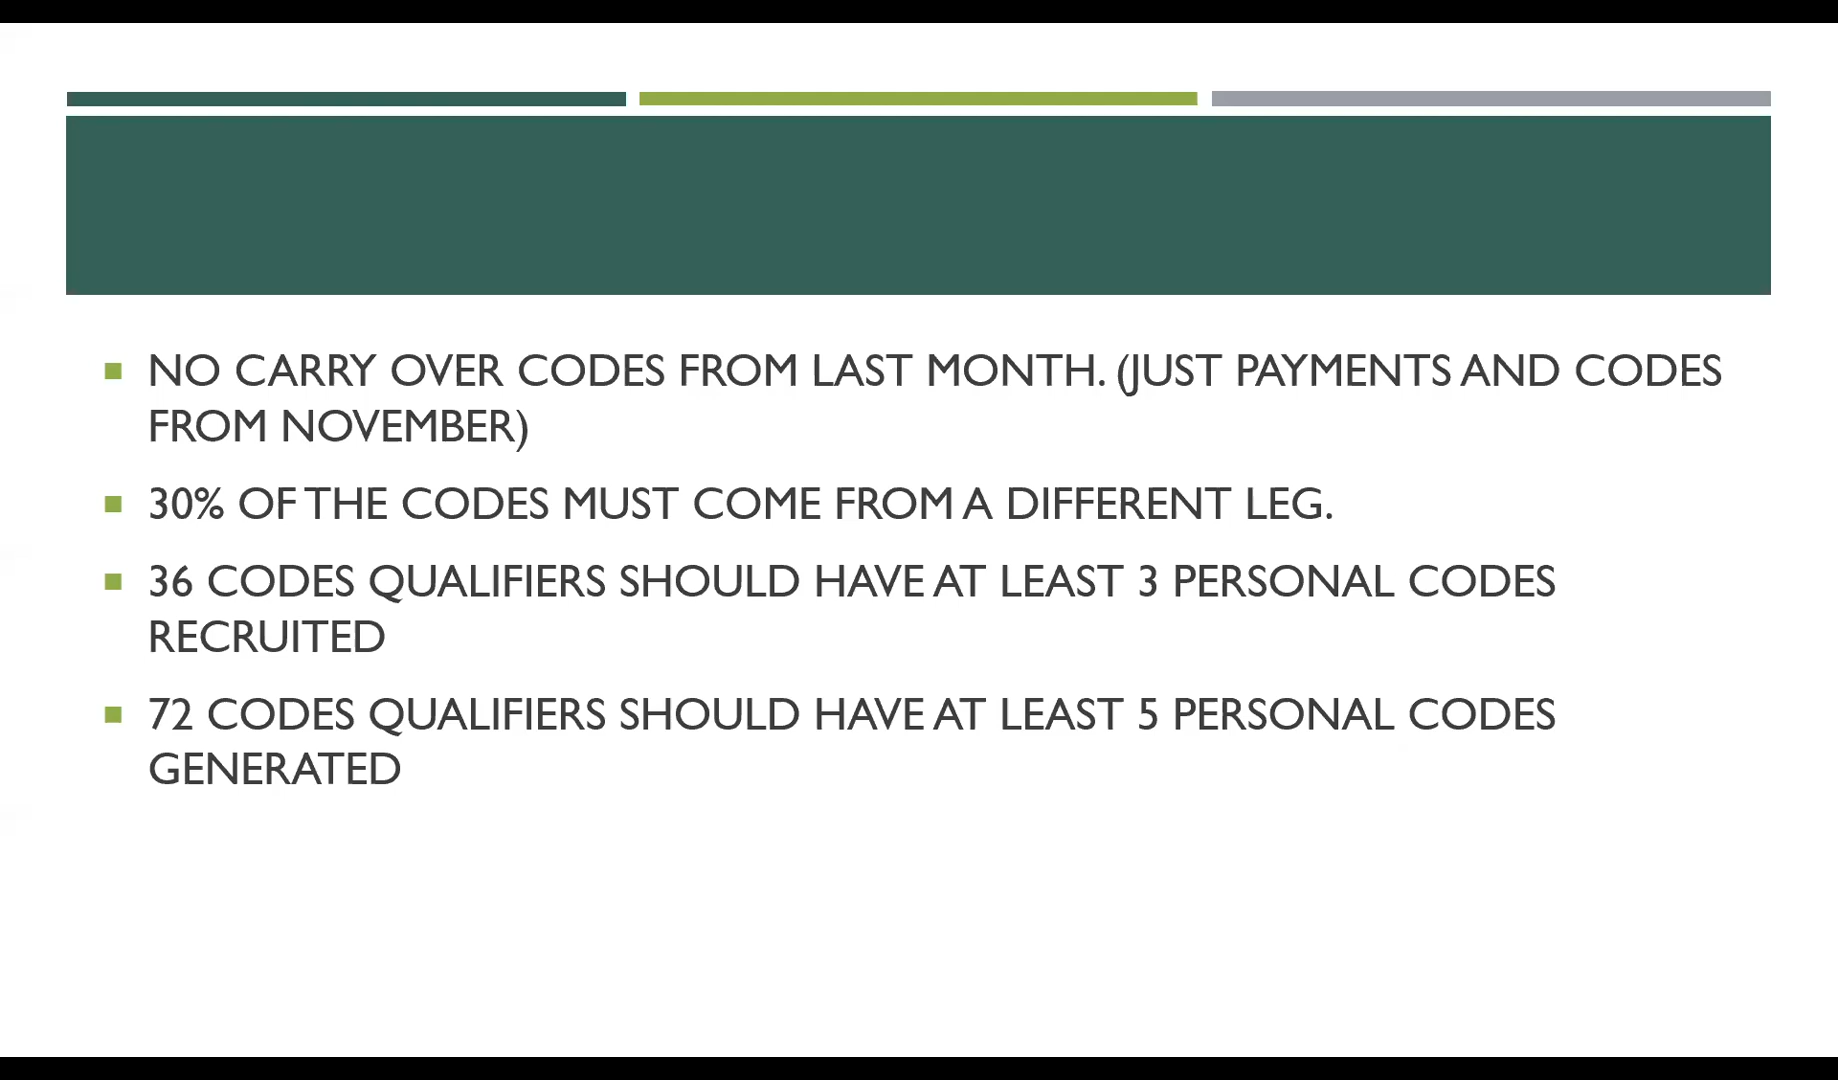 NO CARRY OVER CODES FROM LAST MONTH. (JUST PAYMENTS AND CODES
FROM NOVEMBER)
30% OF THE CODES MUST COME FROM A DIFFERENT LEG.
36 CODES QUALIFIERS SHOULD HAVE AT LEAST 3 PERSONAL CODES
RECRUITED
72 CODES QUALIFIERS SHOULD HAVE AT LEAST 5 PERSONAL CODES
GENERATED